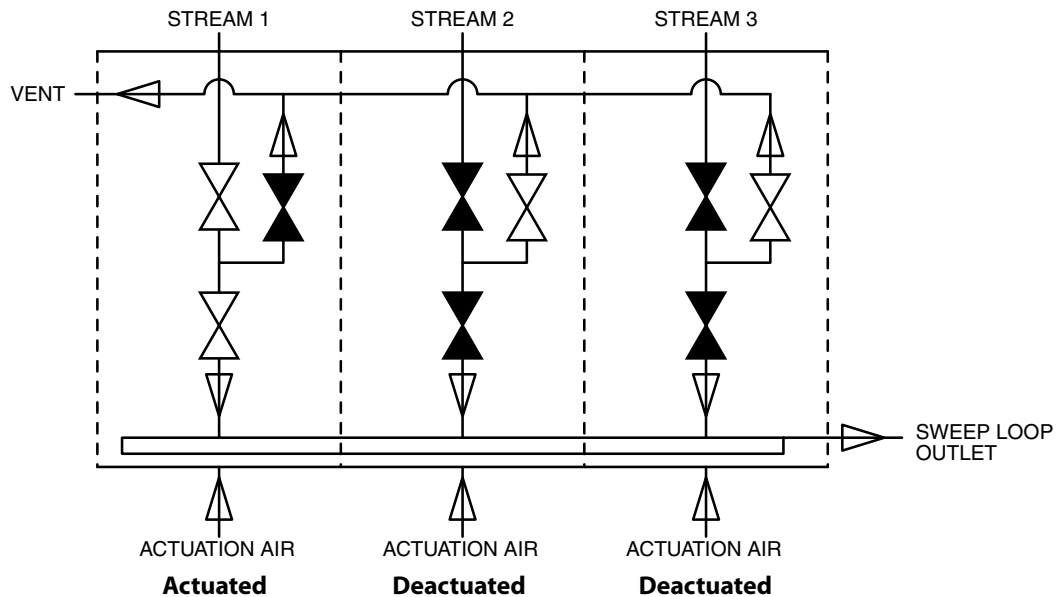 STREAM 1
STREAM 2
STREAM 3
VENT
SWEEP LOOP
OUTLET
ACTUATION AIR
ACTUATION AIR
ACTUATION AIR
Actuated
Deactuated
Deactuated